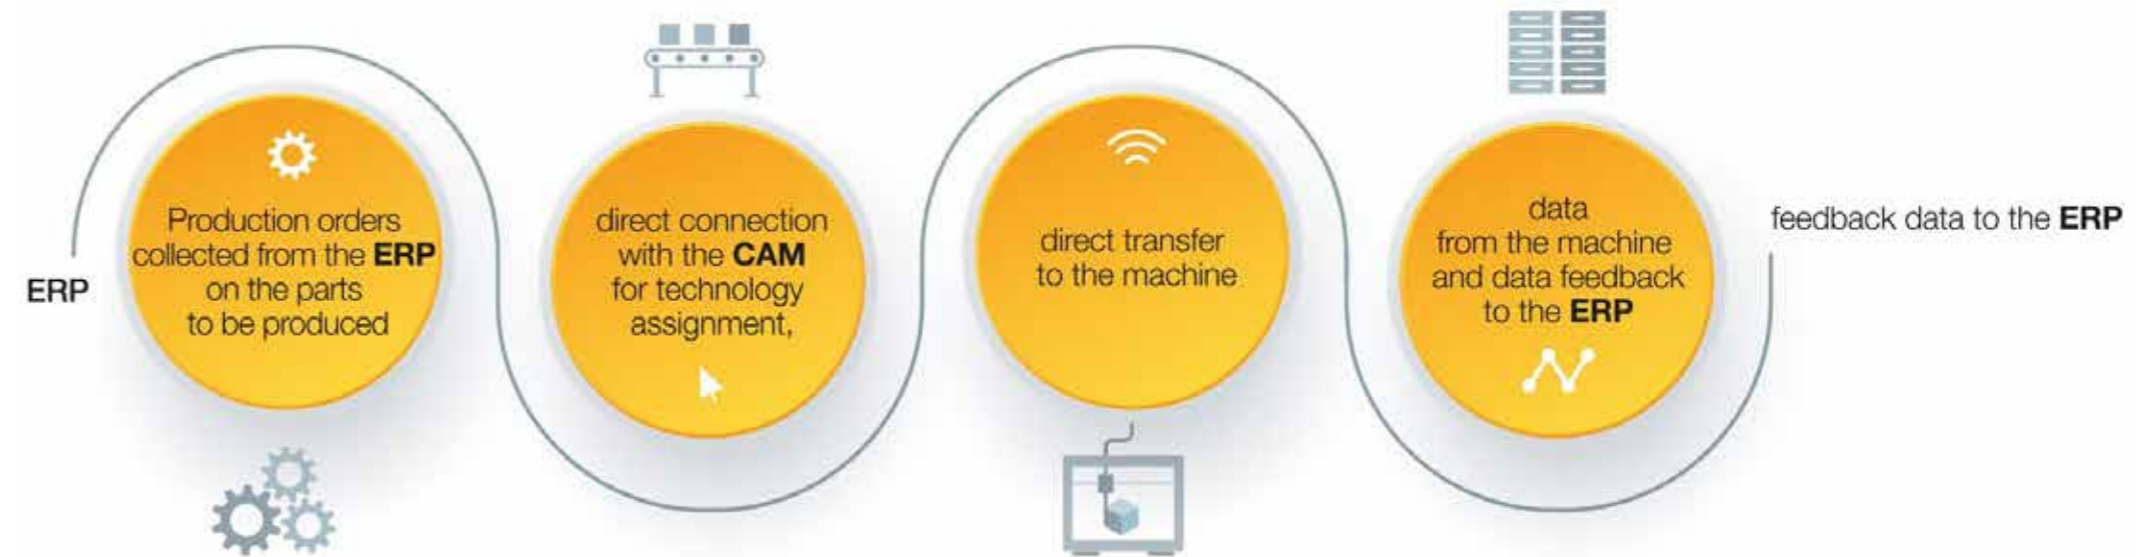 ERP
Production orders
collected from the ERP
on the parts
to be produced
direct connection
with the CAM
for technology
assignment,
direct transfer
to the machine
data
from the machine
and data feedback
to the ERP
feedback data to the ERP